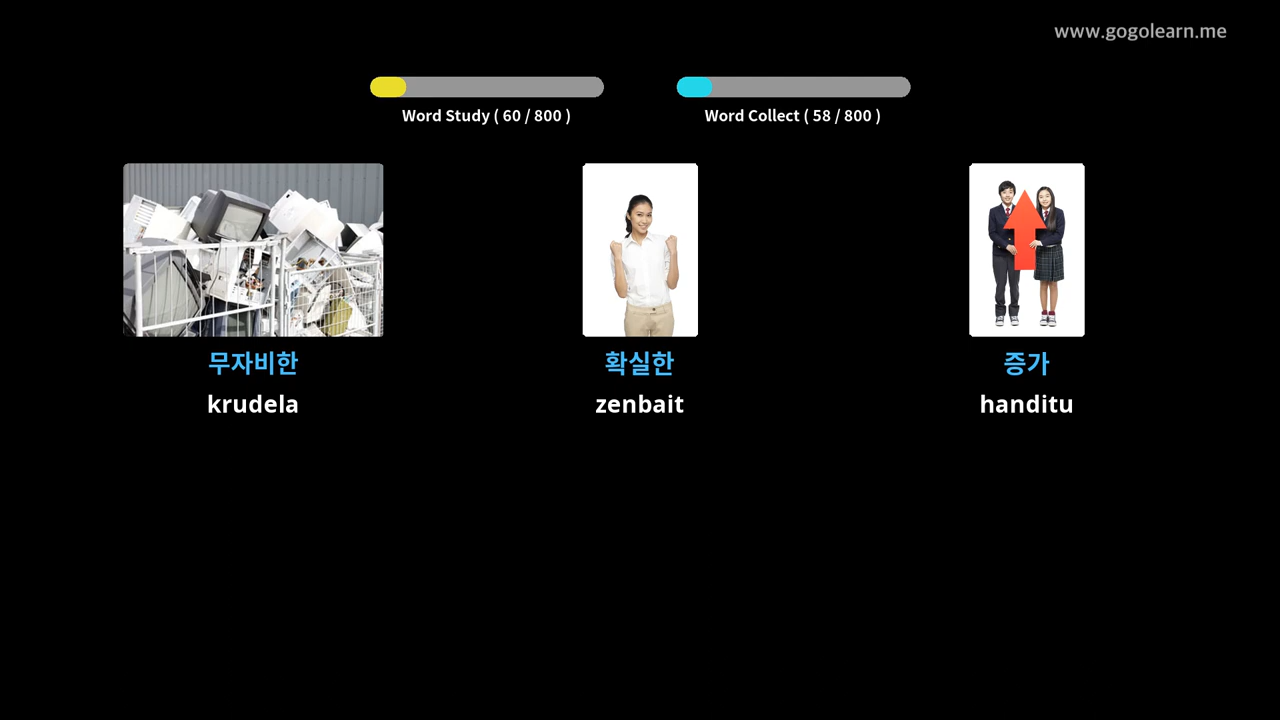 www.gogolearn.me
Word Study ( 60 / 800 )
Word Collect ( 58 / 800 )
무자비한
krudela
확실한
zenbait
증가
handitu